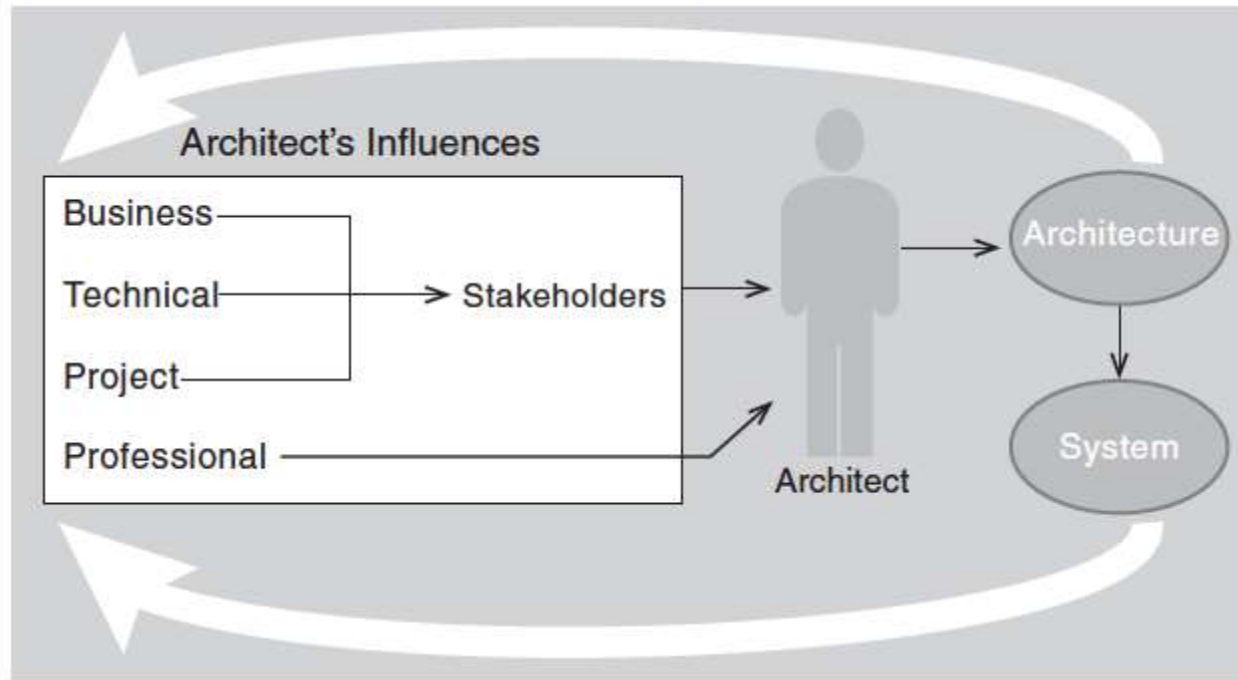 Architect’s Influences
Business
Technical
Stakeholders
Project
Professional
Architect
Architecture
System